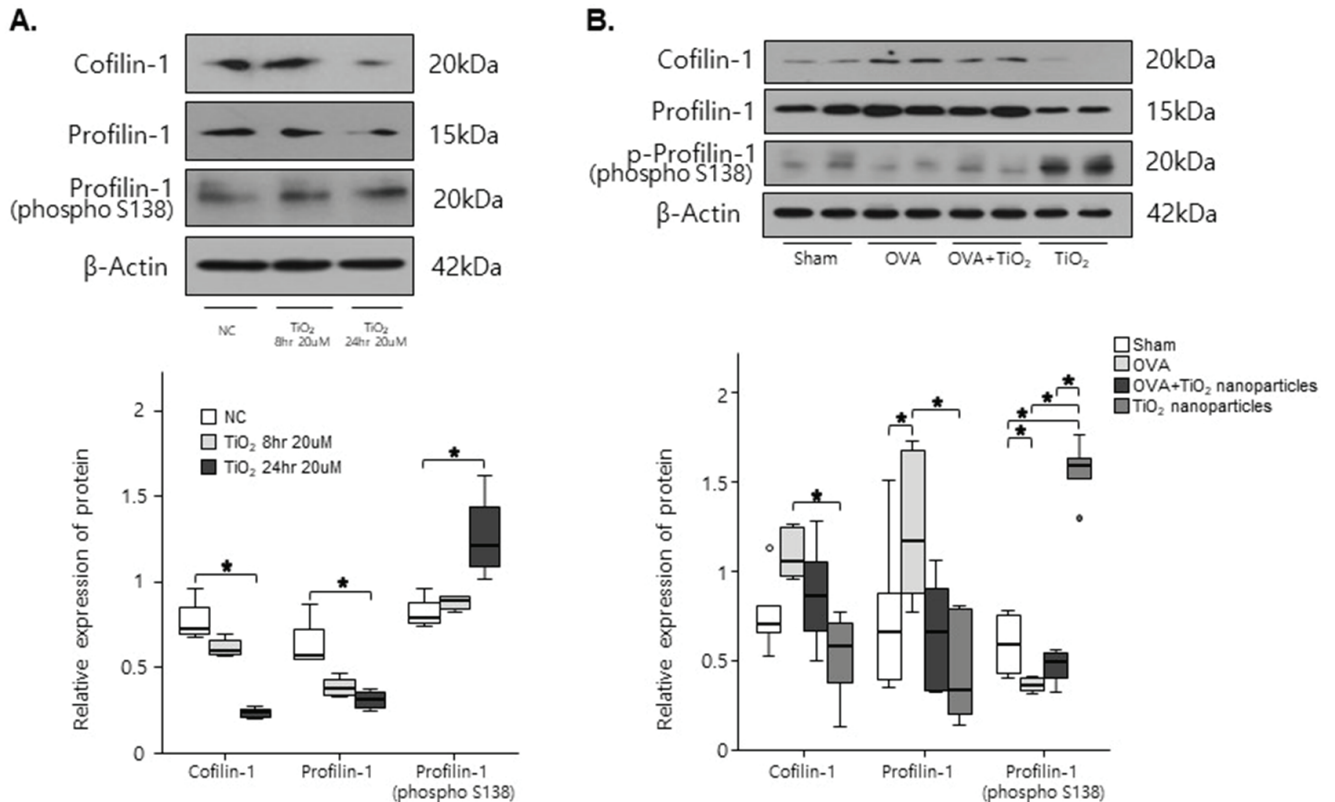 A.
Cofilin-1 20kDa
Profilin-1 15kDa
Profilin-1
(phospho S138) 20kDa
β-Actin 42kDa
NC TiO2 8hr 20uM TiO2 24hr 20uM
Relative expression of protein
2
1.5
1
0.5
0
NC
TiO2 8hr 20uM
TiO2 24hr 20uM
*
*
*
Cofilin-1 Profilin-1 Profilin-1
(phospho S138)
B.
Cofilin-1 20kDa
Profilin-1 15kDa
p-Profilin-1
(phospho S138) 20kDa
β-Actin 42kDa
Sham OVA OVA+TiO2 TiO2
Sham
OVA
OVA+TiO2 nanoparticles
TiO2 nanoparticles
Relative expression of protein
2
1.5
1
0.5
0
*
*
*
*
*
*
*
Cofilin-1 Profilin-1 Profilin-1
(phospho S138)